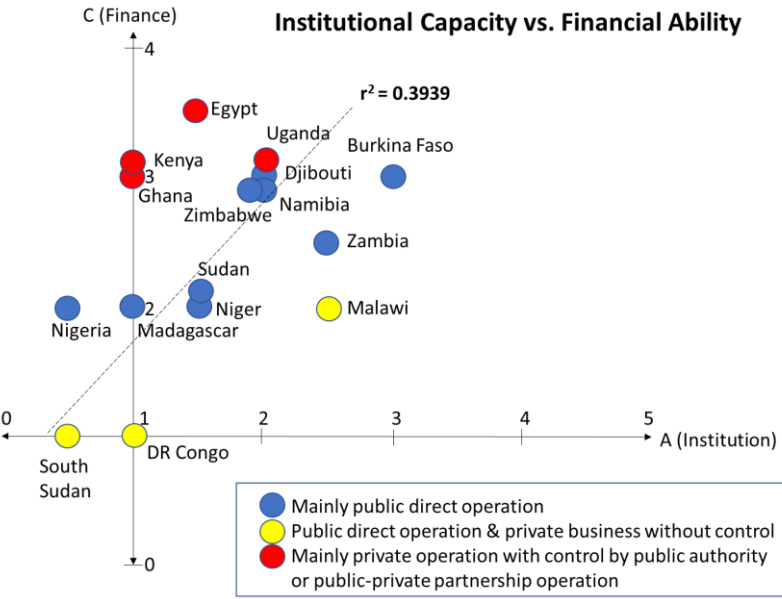 C (Finance)
Institutional Capacity vs. Financial Ability
4
r² = 0.3939
Egypt
Uganda
Burkina Faso
Kenya
3
Djibouti
Ghana
Zimbabwe
Namibia
Zambia
Sudan
2
Niger
Malawi
Nigeria
Madagascar
0
1
2
3
4
5
A (Institution)
DR Congo
South
Sudan
Mainly public direct operation
Public direct operation & private business without control
Mainly private operation with control by public authority
or public-private partnership operation
0